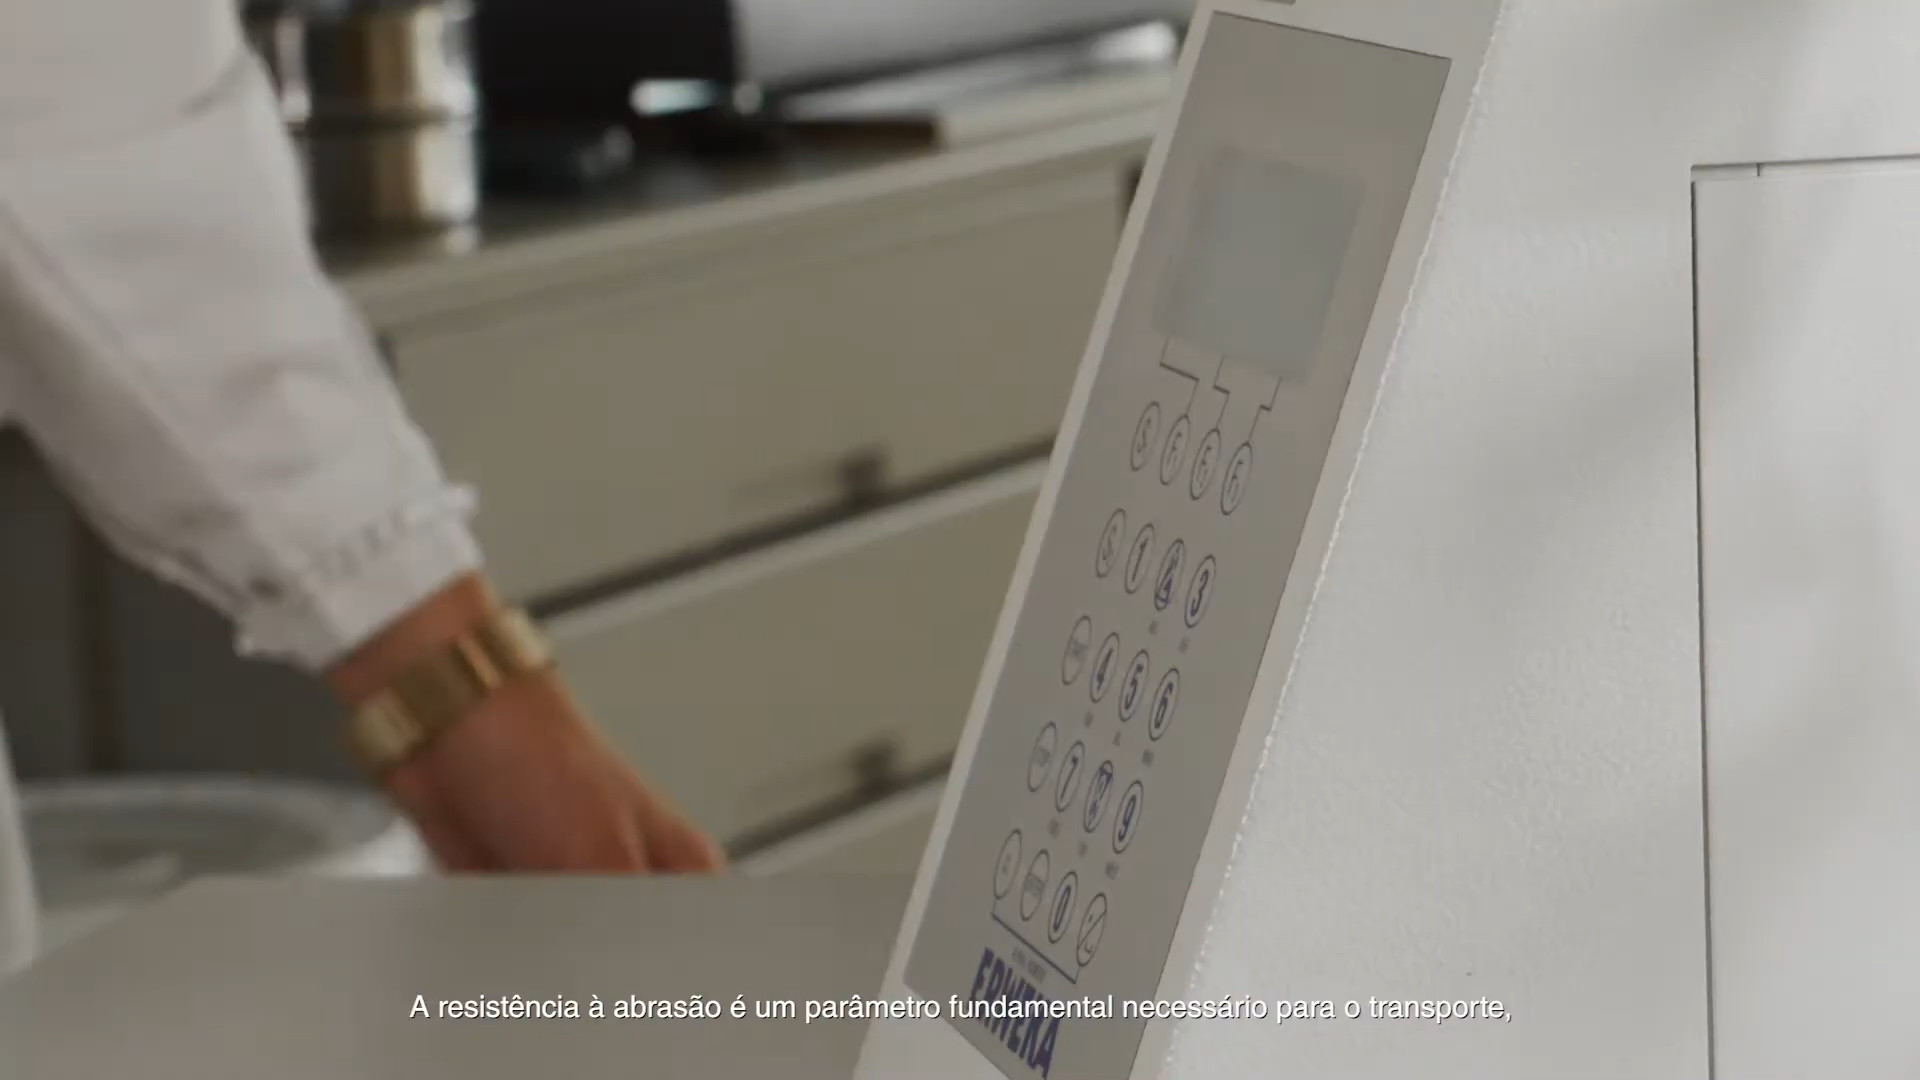 1 2 3
4 5 6
7 8 9
0
ERWEKA
A resistência à abrasão é um parâmetro fundamental necessário para o transporte,